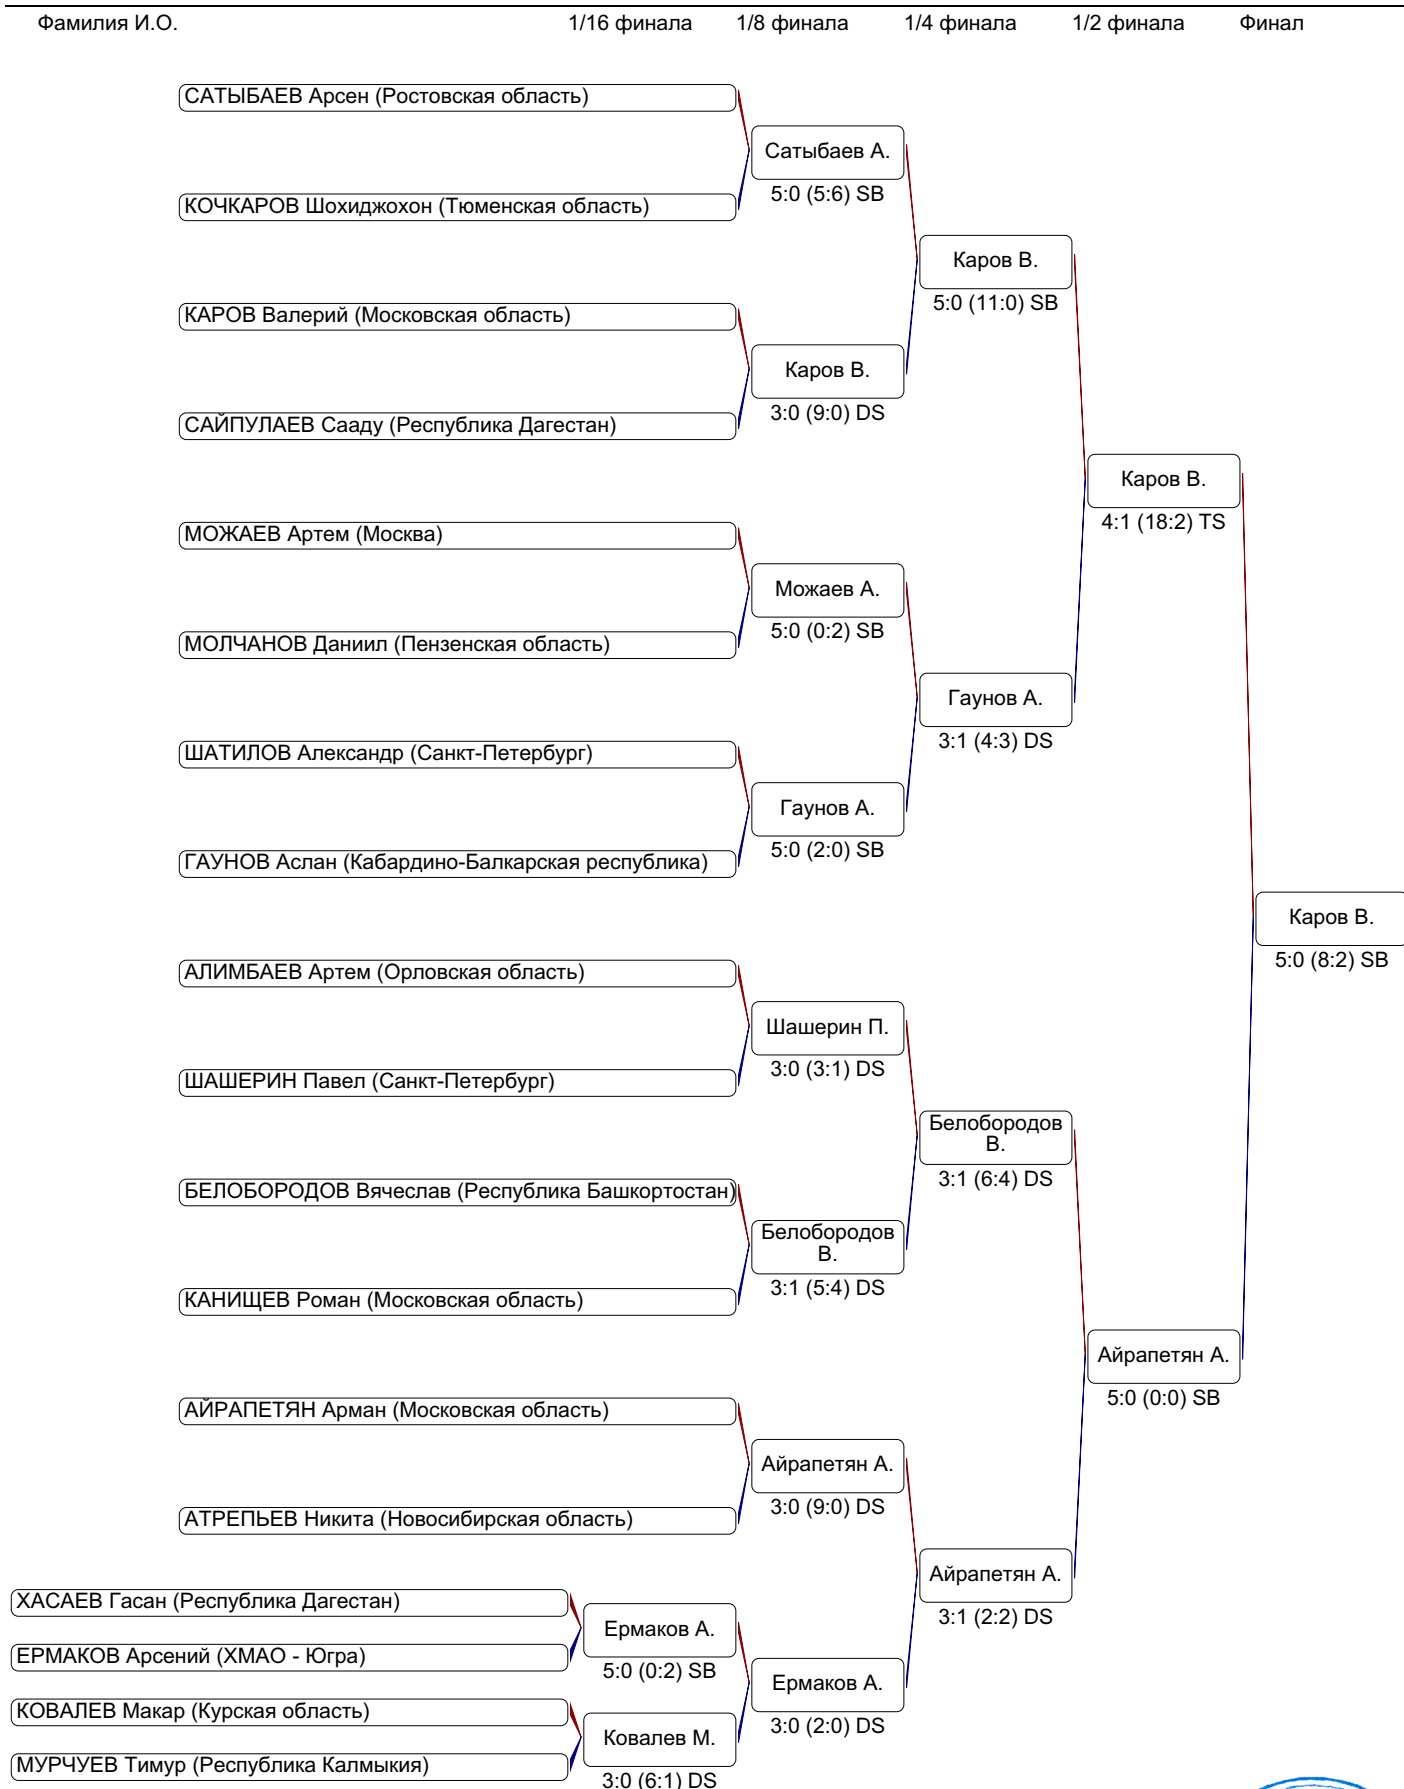 Фамилия И.О. 1/16 финала 1/8 финала 1/4 финала 1/2 финала Финал
САТЫБАЕВ Арсен (Ростовская область)
Сатыбаев А.
5:0 (5:6) SB
КОЧКАРОВ Шохиджохон (Тюменская область)
Каров В.
5:0 (11:0) SB
КАРОВ Валерий (Московская область)
Каров В.
3:0 (9:0) DS
САЙПУЛАЕВ Сааду (Республика Дагестан)
Каров В.
4:1 (18:2) TS
МОЖАЕВ Артем (Москва)
Можаев А.
5:0 (0:2) SB
МОЛЧАНОВ Даниил (Пензенская область)
Гаунов А.
3:1 (4:3) DS
ШАТИЛОВ Александр (Санкт-Петербург)
Гаунов А.
5:0 (2:0) SB
ГАУНОВ Аслан (Кабардино-Балкарская республика)
Каров В.
5:0 (8:2) SB
АЛИМБАЕВ Артем (Орловская область)
Шашерин П.
3:0 (3:1) DS
ШАШЕРИН Павел (Санкт-Петербург)
Белобородов
В.
3:1 (6:4) DS
БЕЛОБОРОДОВ Вячеслав (Республика Башкортостан)
Белобородов
В.
3:1 (5:4) DS
КАНИЩЕВ Роман (Московская область)
Айрапетян А.
5:0 (0:0) SB
АЙРАПЕТЯН Арман (Московская область)
Айрапетян А.
3:0 (9:0) DS
АТРЕПЬЕВ Никита (Новосибирская область)
Айрапетян А.
3:1 (2:2) DS
ХАСАЕВ Гасан (Республика Дагестан)
Ермаков А.
5:0 (0:2) SB
ЕРМАКОВ Арсений (ХМАО - Югра)
Ермаков А.
3:0 (2:0) DS
КОВАЛЕВ Макар (Курская область)
Ковалев М.
3:0 (6:1) DS
МУРЧУЕВ Тимур (Республика Калмыкия)